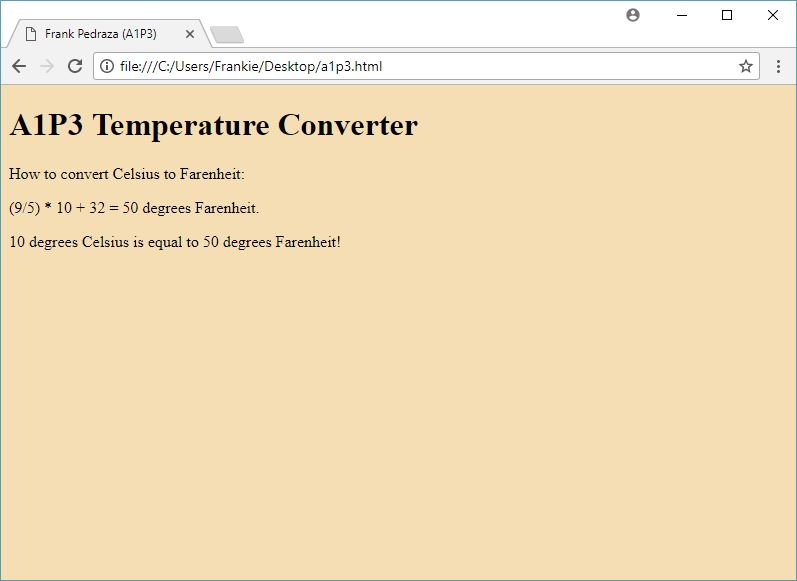 Frank Pedraza (A1P3)
file:///C:/Users/Frankie/Desktop/a1p3.html
A1P3 Temperature Converter
How to convert Celsius to Farenheit:
(9/5) * 10 + 32 = 50 degrees Farenheit.
10 degrees Celsius is equal to 50 degrees Farenheit!